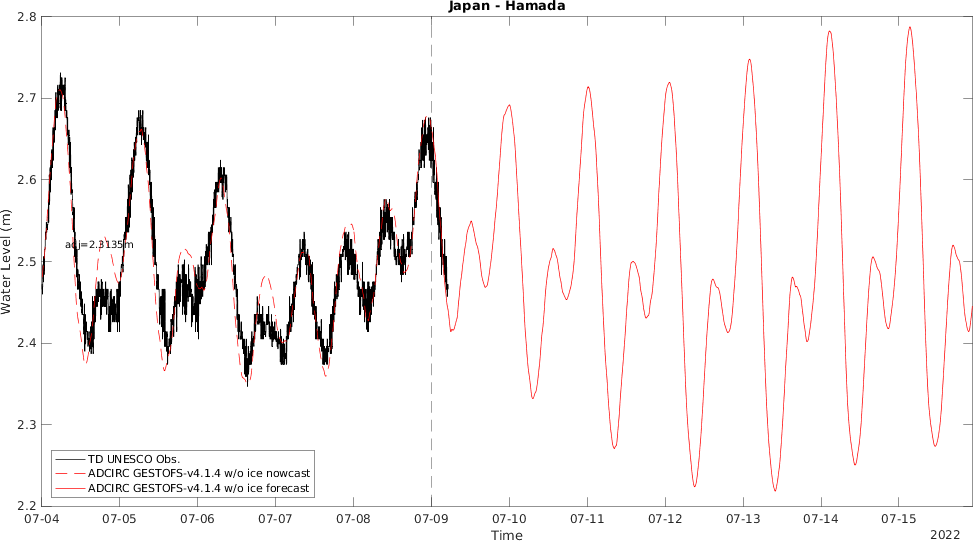 Japan - Hamada
2.8
2.7
2.6
2.5
2.4
2.3
2.2
Water Level (m)
adj=2.3135m
TD UNESCO Obs.
ADCIRC GESTOFS-v4.1.4 w/o ice nowcast
ADCIRC GESTOFS-v4.1.4 w/o ice forecast
07-04 07-05 07-06 07-07 07-08 07-09 07-10 07-11 07-12 07-13 07-14 07-15
Time
2022